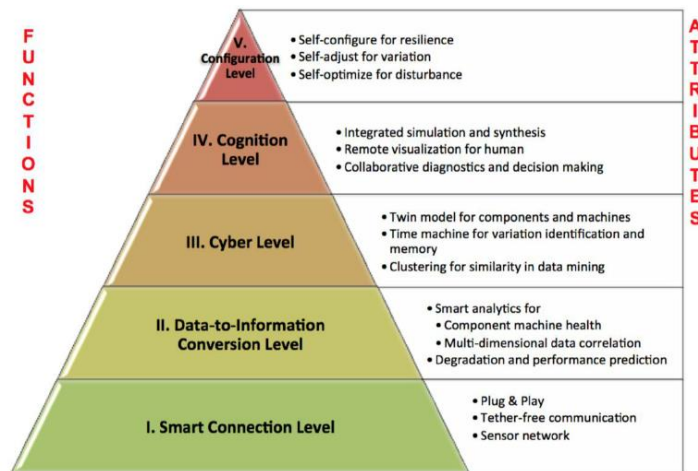 FUNCTIONS
ATTRIBUTES
V.
Configuration
Level
• Self-configure for resilience
• Self-adjust for variation
• Self-optimize for disturbance
IV. Cognition
Level
• Integrated simulation and synthesis
• Remote visualization for human
• Collaborative diagnostics and decision making
III. Cyber Level
• Twin model for components and machines
• Time machine for variation identification and
memory
• Clustering for similarity in data mining
II. Data-to-Information
Conversion Level
• Smart analytics for
• Component machine health
• Multi-dimensional data correlation
• Degradation and performance prediction
I. Smart Connection Level
• Plug & Play
• Tether-free communication
• Sensor network